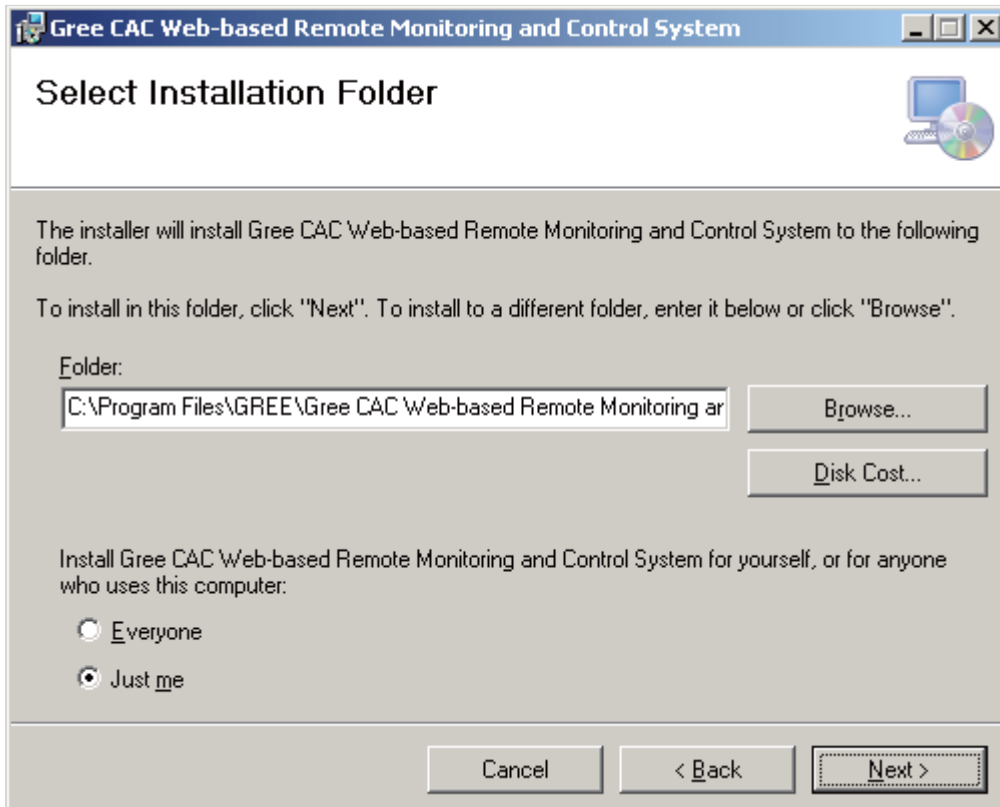 Gree CAC Web-based Remote Monitoring and Control System
Select Installation Folder
The installer will install Gree CAC Web-based Remote Monitoring and Control System to the following
folder.
To install in this folder, click "Next". To install to a different folder, enter it below or click "Browse".
Folder:
C:\Program Files\GREE\Gree CAC Web-based Remote Monitoring ar
Browse...
Disk Cost...
Install Gree CAC Web-based Remote Monitoring and Control System for yourself, or for anyone
who uses this computer:
Everyone
Just me
Cancel
< Back
Next >